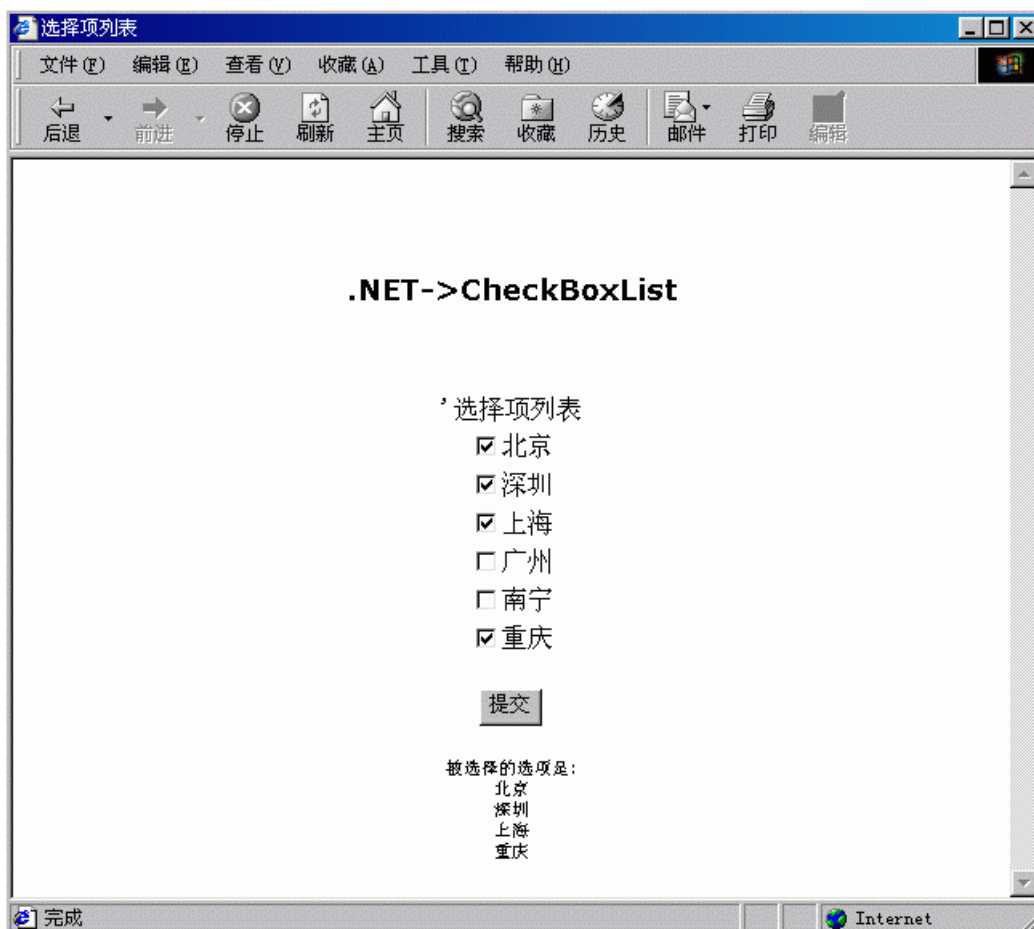 选择项列表
文件(F) 编辑(E) 查看(V) 收藏(A) 工具(T) 帮助(H)
后退 前进 停止 刷新 主页 搜索 收藏 历史 邮件 打印 编辑
.NET->CheckBoxList
'选择项列表
北京
深圳
上海
广州
南宁
重庆
提交
被选择的选项是:
北京
深圳
上海
重庆
完成 Internet